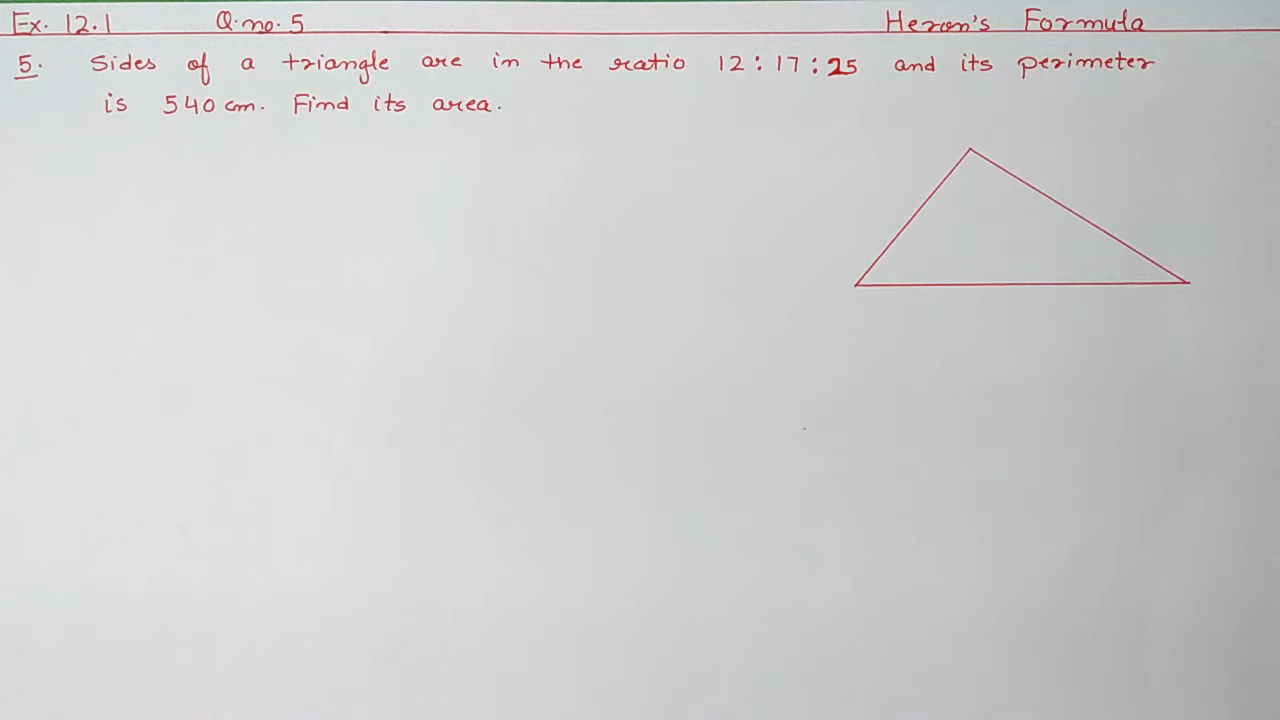 Ex. 12.1 Q.no.5 Heron's Formula
5. Sides of a triangle are in the ratio 12:17:25 and its perimeter
is 540 cm. Find its area.